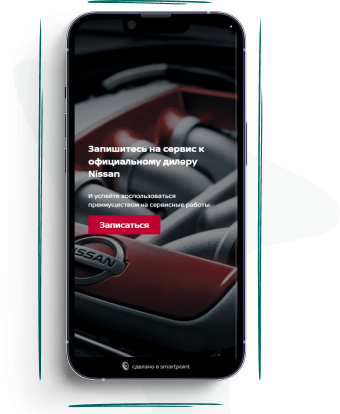 Запишитесь на сервис к
официальному дилеру
Nissan
И успейте воспользоваться
преимуществом на сервисные работы
Записаться
NISSAN
сделано в smartpoint